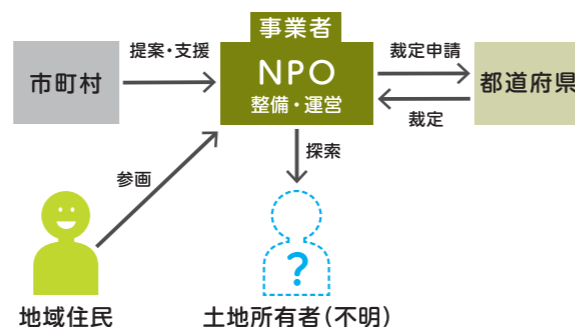 事業者
市町村
提案・支援
NPO
整備・運営
裁定申請
裁定
都道府県
参画
探索
?
地域住民
土地所有者(不明)